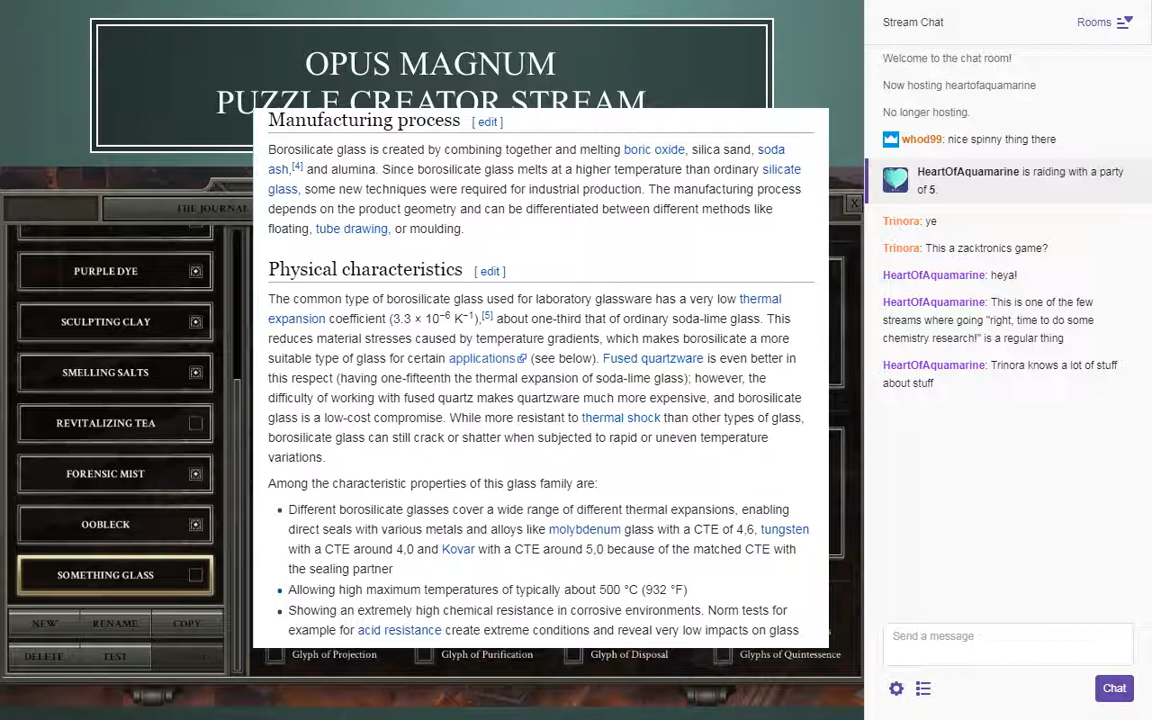 OPUS MAGNUM
PUZZLE CREATOR STREAM
THE JOURNAL
PURPLE DYE
SCULPTING CLAY
SMELLING SALTS
REVITALIZING TEA
FORENSIC MIST
OOBLECK
SOMETHING GLASS
NEW RENAME COPY
DELETE TEST
Manufacturing process [ edit ]
Borosilicate glass is created by combining together and melting boric oxide, silica sand, soda
ash,[4] and alumina. Since borosilicate glass melts at a higher temperature than ordinary silicate
glass, some new techniques were required for industrial production. The manufacturing process
depends on the product geometry and can be differentiated between different methods like
floating, tube drawing, or moulding.
Physical characteristics [ edit ]
The common type of borosilicate glass used for laboratory glassware has a very low thermal
expansion coefficient (3.3 × 10⁻⁶ K⁻¹),[5] about one-third that of ordinary soda-lime glass. This
reduces material stresses caused by temperature gradients, which makes borosilicate a more
suitable type of glass for certain applications (see below). Fused quartzware is even better in
this respect (having one-fifteenth the thermal expansion of soda-lime glass); however, the
difficulty of working with fused quartz makes quartzware much more expensive, and borosilicate
glass is a low-cost compromise. While more resistant to thermal shock than other types of glass,
borosilicate glass can still crack or shatter when subjected to rapid or uneven temperature
variations.
Among the characteristic properties of this glass family are:
• Different borosilicate glasses cover a wide range of different thermal expansions, enabling
direct seals with various metals and alloys like molybdenum glass with a CTE of 4,6, tungsten
with a CTE around 4,0 and Kovar with a CTE around 5,0 because of the matched CTE with
the sealing partner
• Allowing high maximum temperatures of typically about 500 °C (932 °F)
• Showing an extremely high chemical resistance in corrosive environments. Norm tests for
example for acid resistance create extreme conditions and reveal very low impacts on glass
Glyph of Projection Glyph of Purification Glyph of Disposal Glyphs of Quintessence
Stream Chat Rooms
Welcome to the chat room!
Now hosting heartofaquamarine
No longer hosting.
whod99: nice spinny thing there
HeartOfAquamarine is raiding with a party
of 5.
Trinora: ye
Trinora: This a zacktronics game?
HeartOfAquamarine: heya!
HeartOfAquamarine: This is one of the few
streams where going "right, time to do some
chemistry research!" is a regular thing
HeartOfAquamarine: Trinora knows a lot of stuff
about stuff
Send a message
Chat